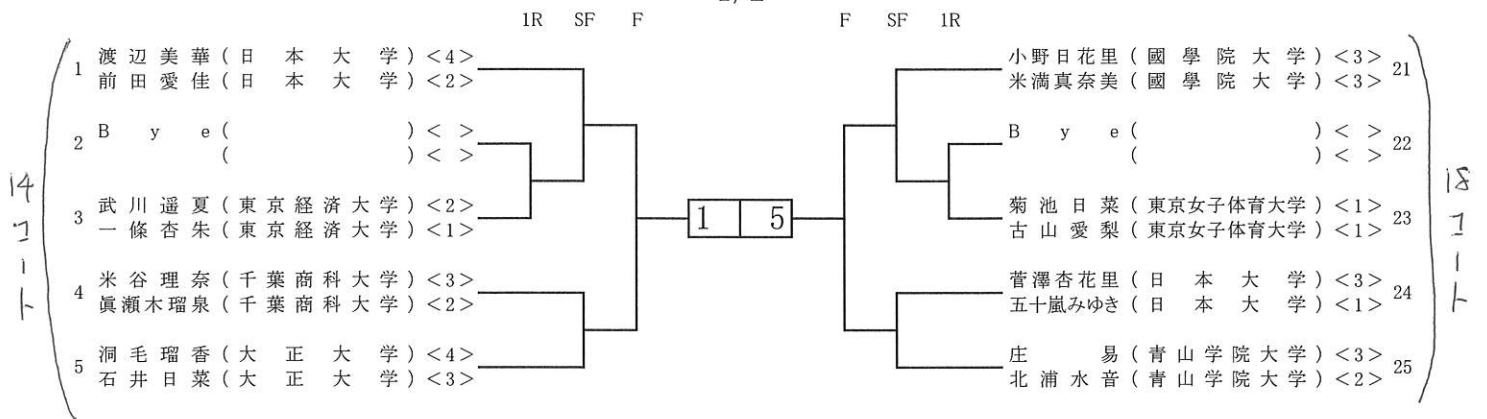 1R SF F F SF 1R
1 渡辺美華(日本大学)<4>
前田愛佳(日本大学)<2>
2 Bye( )< >
( )< >
3 武川遥夏(東京経済大学)<2>
一條杏朱(東京経済大学)<1>
4 米谷理奈(千葉商科大学)<3>
眞瀬木瑠泉(千葉商科大学)<2>
5 洞毛瑠香(大正大学)<4>
石井日菜(大正大学)<3>
14コート
1 5
小野日花里(國學院大学)<3> 21
米満真奈美(國學院大学)<3>
Bye( )< > 22
( )< >
菊池日菜(東京女子体育大学)<1> 23
古山愛梨(東京女子体育大学)<1>
菅澤杏花里(日本大学)<3> 24
五十嵐みゆき(日本大学)<1>
庄易(青山学院大学)<3> 25
北浦水音(青山学院大学)<2>
18コート